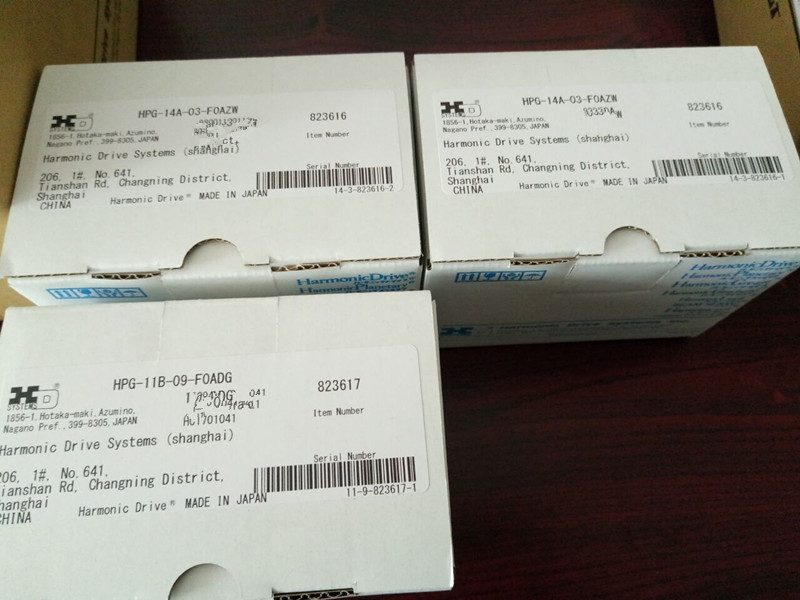 HPG-14A-03-F0AZW
823616
Item Number
SYSTEMS
1856-1, Hotaka-maki, Azumino,
Nagano Pref., 399-8305, JAPAN
Harmonic Drive Systems (shanghai)
206, 1#, No. 641,
Tianshan Rd, Changning District,
Shanghai
CHINA
Harmonic Drive® MADE IN JAPAN
Serial Number
14-3-823616-2
HarmonicDrive®
HPG-14A-03-F0AZW
823616
Item Number
SYSTEMS
1856-1, Hotaka-maki, Azumino,
Nagano Pref., 399-8305, JAPAN
Harmonic Drive Systems (shahghai)
206, 1#, No. 641,
Tianshan Rd, Changning District,
Shanghai
CHINA
Harmonic Drive® MADE IN JAPAN
Serial Number
14-3-823616-1
HarmonicDrive
HPG-11B-09-F0ADG
823617
Item Number
SYSTEMS
1856-1, Hotaka-maki, Azumino,
Nagano Pref., 399-8305, JAPAN
Harmonic Drive Systems (shanghai)
206, 1#, No. 641,
Tianshan Rd, Changning District,
Shanghai
CHINA
Harmonic Drive® MADE IN JAPAN
Serial Number
11-9-823617-1